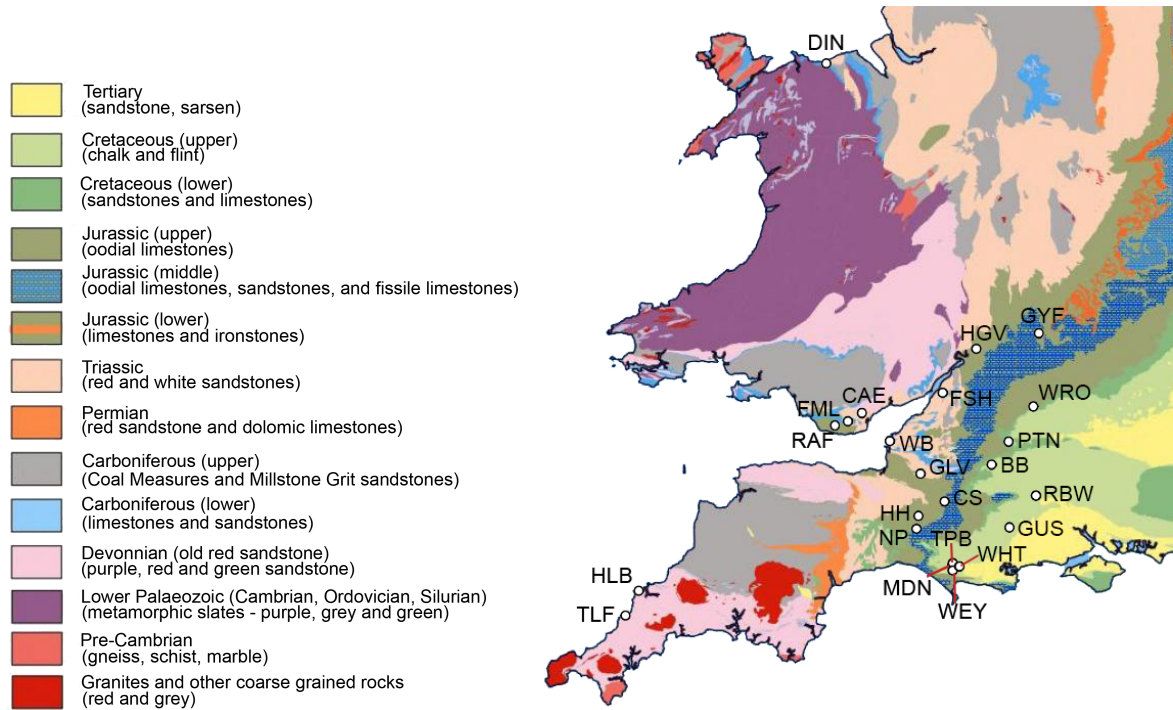 Tertiary
(sandstone, sarsen)
Cretaceous (upper)
(chalk and flint)
Cretaceous (lower)
(sandstones and limestones)
Jurassic (upper)
(oodial limestones)
Jurassic (middle)
(oodial limestones, sandstones, and fissile limestones)
Jurassic (lower)
(limestones and ironstones)
Triassic
(red and white sandstones)
Permian
(red sandstone and dolomic limestones)
Carboniferous (upper)
(Coal Measures and Millstone Grit sandstones)
Carboniferous (lower)
(limestones and sandstones)
Devonnian (old red sandstone)
(purple, red and green sandstone)
Lower Palaeozoic (Cambrian, Ordovician, Silurian)
(metamorphic slates - purple, grey and green)
Pre-Cambrian
(gneiss, schist, marble)
Granites and other coarse grained rocks
(red and grey)
DIN
GYF
HGV
CAE
FSH
WRO
FML
RAF
WB
PTN
GLV
BB
CS
RBW
HH
NP
TPB
GUS
WHT
HLB
MDN
TLF
WEY